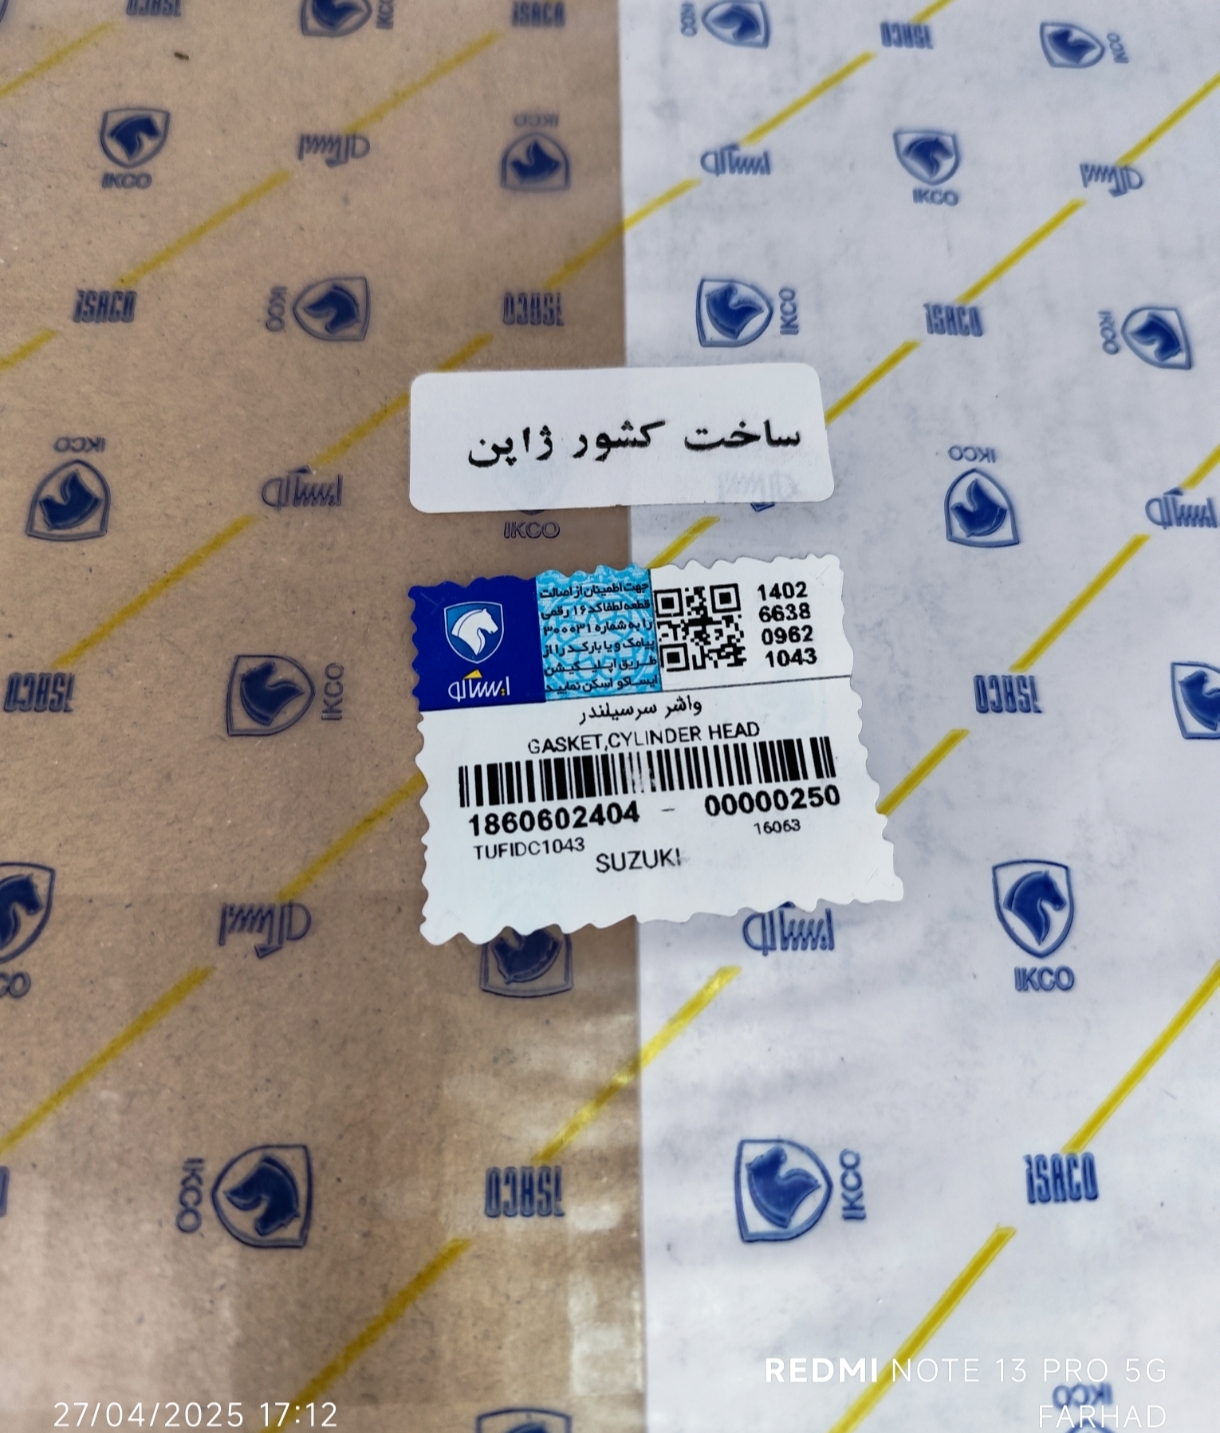 ساخت کشور ژاپن
جهت اطمینان از اصالت
قطعه لطفا کد ۱۶ رقمی
را به شماره ۳۰۰۰۳۱
پیامک و یا بارکد را از
طریق اپلیکیشن
ایساکو اسکن نمایید
1402
6638
0962
1043
ایساکو
واشر سرسیلندر
GASKET,CYLINDER HEAD
1860602404 - 00000250
16063
TUFIDC1043
SUZUKI
IKCO
ISACO
ایساکو
REDMI NOTE 13 PRO 5G
FARHAD
27/04/2025 17:12